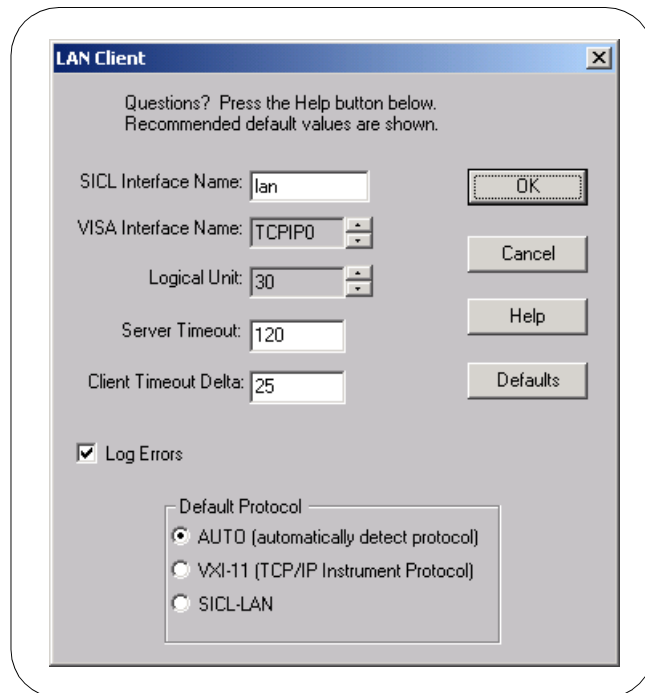 LAN Client
Questions? Press the Help button below.
Recommended default values are shown.
SICL Interface Name: lan
OK
VISA Interface Name: TCPIP0
Cancel
Logical Unit: 30
Help
Server Timeout: 120
Client Timeout Delta: 25
Defaults
Log Errors
Default Protocol
AUTO (automatically detect protocol)
VXI-11 (TCP/IP Instrument Protocol)
SICL-LAN